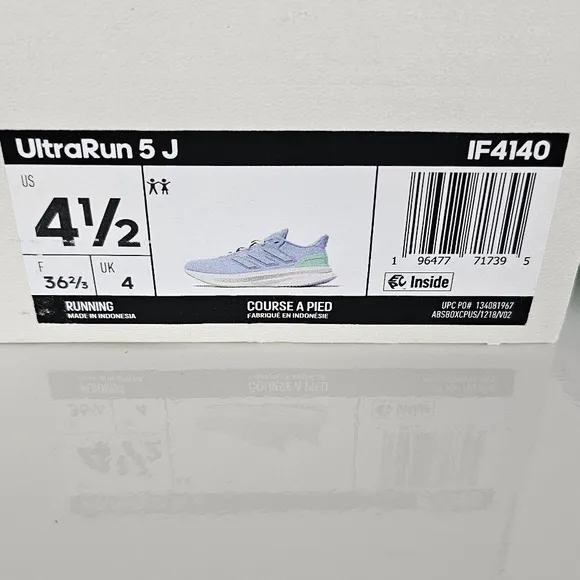 UltraRun 5 J
IF4140
US
4½
F
36⅔
UK
4
1 96477 71739 5
Inside
RUNNING
MADE IN INDONESIA
COURSE A PIED
FABRIQUÉ EN INDONÉSIE
UPC PO# 134081967
ABSBOXCPUS/1218/V02